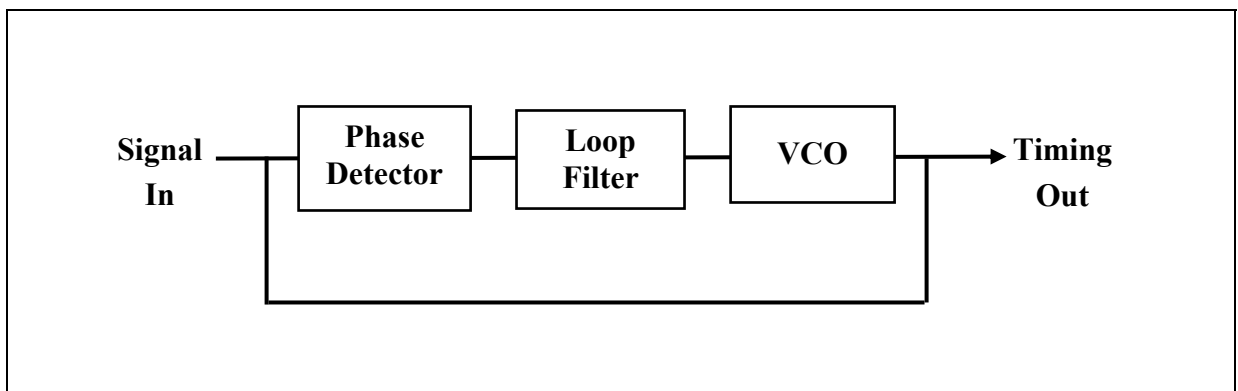 Signal
In
Phase
Detector
Loop
Filter
VCO
Timing
Out